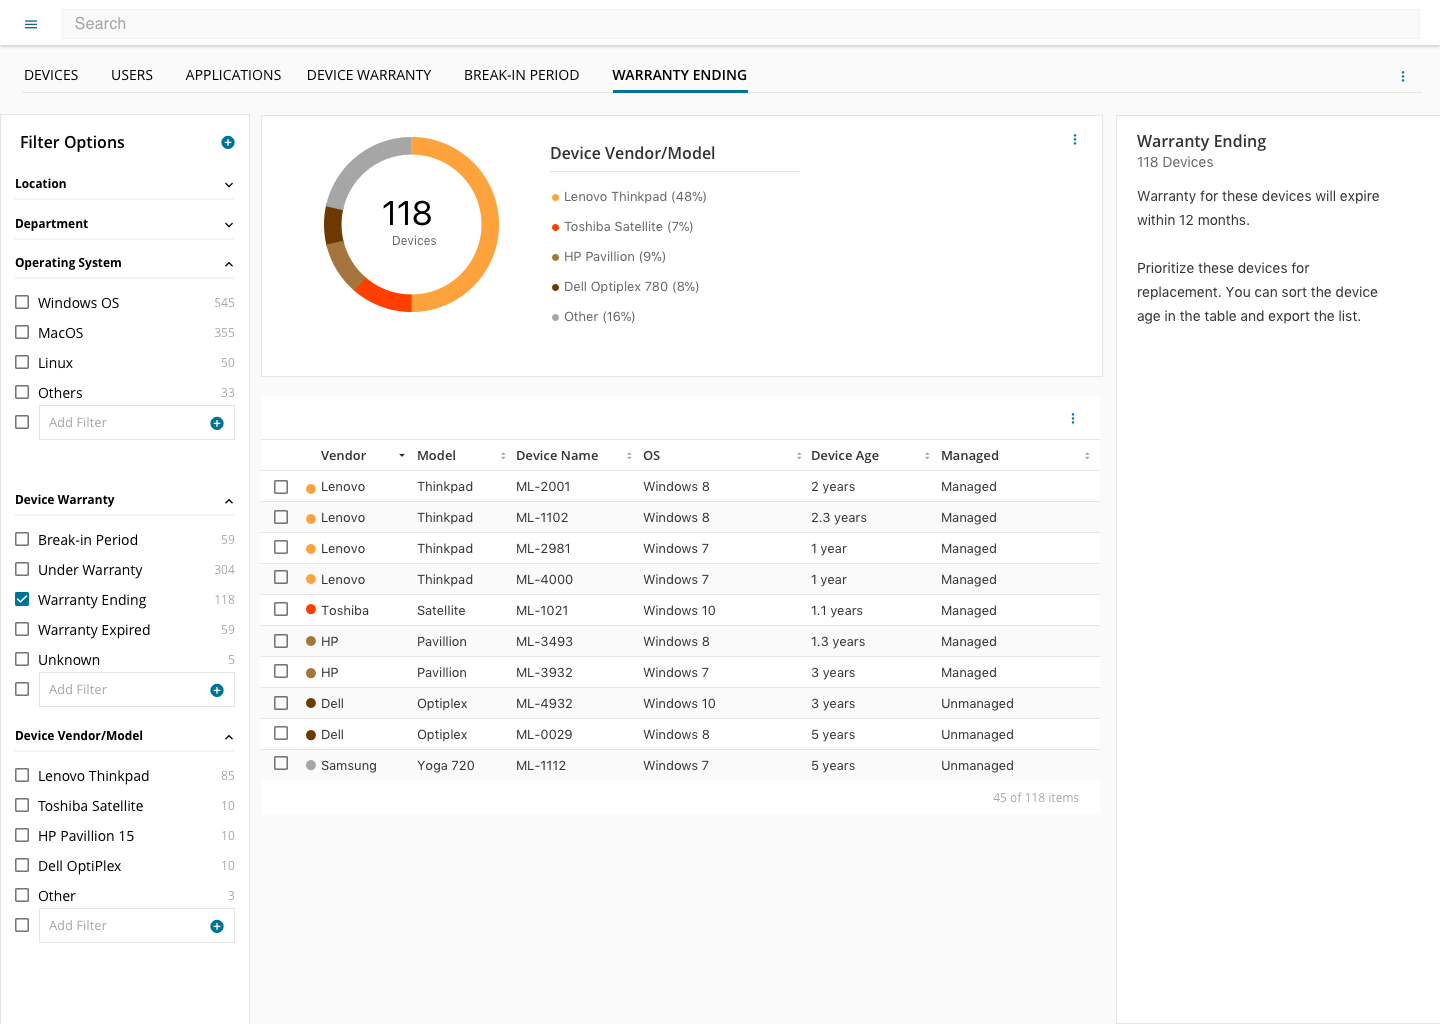 Search
DEVICES USERS APPLICATIONS DEVICE WARRANTY BREAK-IN PERIOD WARRANTY ENDING
Filter Options
Location
Department
Operating System
Windows OS 545
MacOS 355
Linux 50
Others 33
Add Filter
Device Warranty
Break-in Period 59
Under Warranty 304
Warranty Ending 118
Warranty Expired 59
Unknown 5
Add Filter
Device Vendor/Model
Lenovo Thinkpad 85
Toshiba Satellite 10
HP Pavillion 15 10
Dell OptiPlex 10
Other 3
Add Filter
118
Devices
Device Vendor/Model
Lenovo Thinkpad (48%)
Toshiba Satellite (7%)
HP Pavillion (9%)
Dell Optiplex 780 (8%)
Other (16%)
Vendor Model Device Name OS Device Age Managed
Lenovo Thinkpad ML-2001 Windows 8 2 years Managed
Lenovo Thinkpad ML-1102 Windows 8 2.3 years Managed
Lenovo Thinkpad ML-2981 Windows 7 1 year Managed
Lenovo Thinkpad ML-4000 Windows 7 1 year Managed
Toshiba Satellite ML-1021 Windows 10 1.1 years Managed
HP Pavillion ML-3493 Windows 8 1.3 years Managed
HP Pavillion ML-3932 Windows 7 3 years Managed
Dell Optiplex ML-4932 Windows 10 3 years Unmanaged
Dell Optiplex ML-0029 Windows 8 5 years Unmanaged
Samsung Yoga 720 ML-1112 Windows 7 5 years Unmanaged
45 of 118 items
Warranty Ending
118 Devices
Warranty for these devices will expire
within 12 months.
Prioritize these devices for
replacement. You can sort the device
age in the table and export the list.